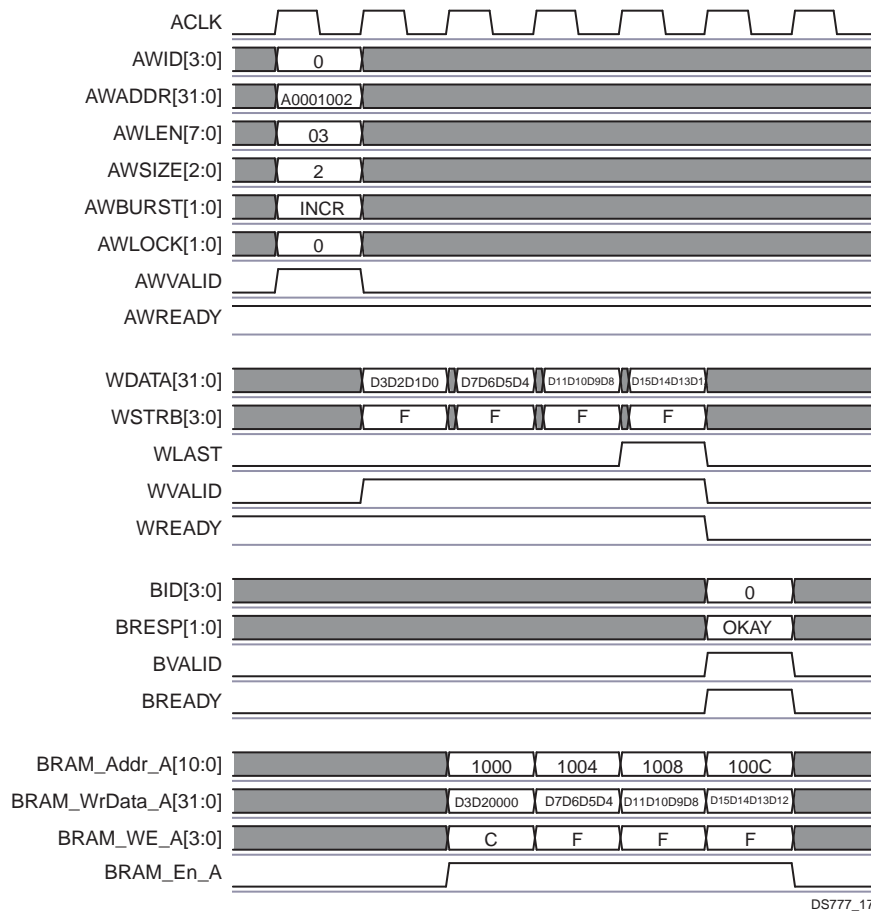 ACLK
AWID[3:0] 0
AWADDR[31:0] A0001002
AWLEN[7:0] 03
AWSIZE[2:0] 2
AWBURST[1:0] INCR
AWLOCK[1:0] 0
AWVALID
AWREADY
WDATA[31:0] D3D2D1D0 D7D6D5D4 D11D10D9D8 D15D14D13D1
WSTRB[3:0] F F F F
WLAST
WVALID
WREADY
BID[3:0] 0
BRESP[1:0] OKAY
BVALID
BREADY
BRAM_Addr_A[10:0] 1000 1004 1008 100C
BRAM_WrData_A[31:0] D3D20000 D7D6D5D4 D11D10D9D8 D15D14D13D12
BRAM_WE_A[3:0] C F F F
BRAM_En_A
DS777_17